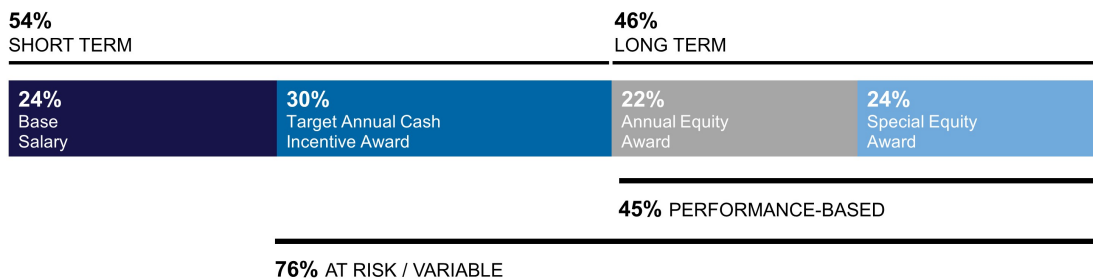 54%
SHORT TERM
46%
LONG TERM
24%
Base
Salary
30%
Target Annual Cash
Incentive Award
22%
Annual Equity
Award
24%
Special Equity
Award
45% PERFORMANCE-BASED
76% AT RISK / VARIABLE